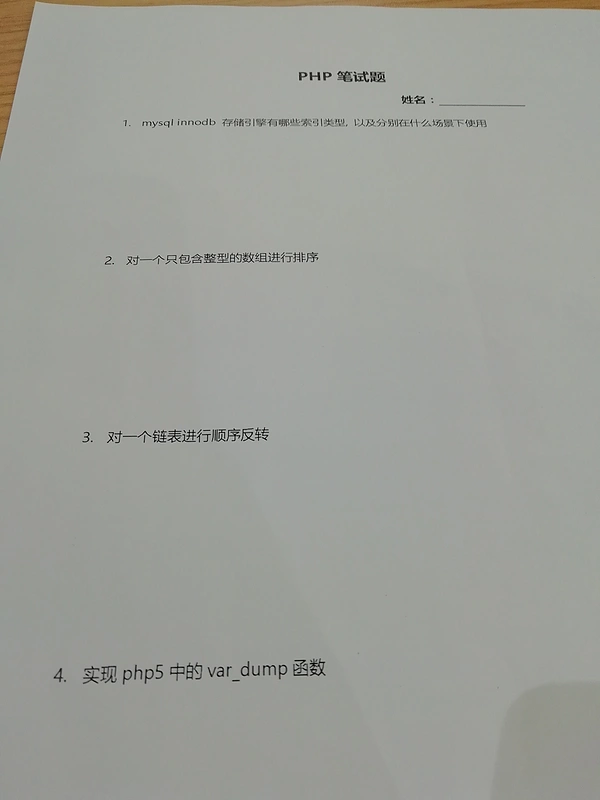 PHP 笔试题
姓名：____________
1. mysql innodb 存储引擎有哪些索引类型，以及分别在什么场景下使用
2. 对一个只包含整型的数组进行排序
3. 对一个链表进行顺序反转
4. 实现 php5 中的 var_dump 函数